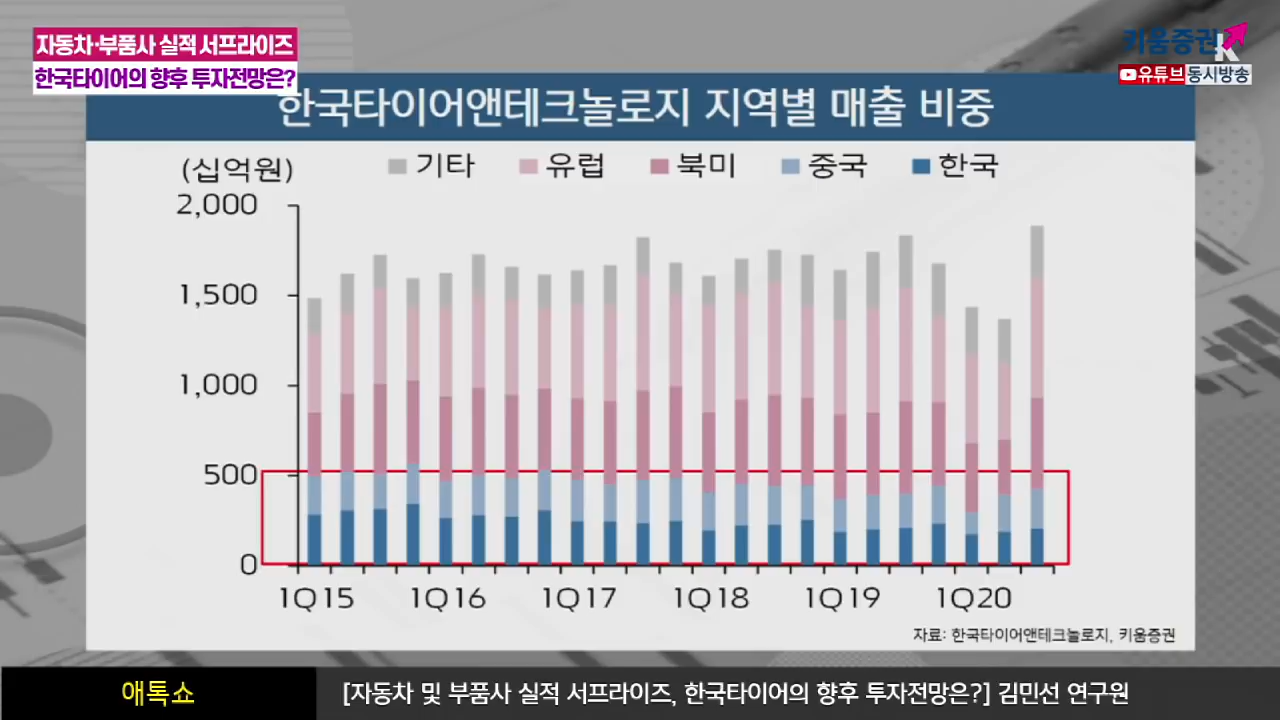 자동차·부품사 실적 서프라이즈
한국타이어의 향후 투자전망은?
키움증권
유튜브 동시방송
한국타이어앤테크놀로지 지역별 매출 비중
(십억원)
기타 유럽 북미 중국 한국
2,000
1,500
1,000
500
0
1Q15 1Q16 1Q17 1Q18 1Q19 1Q20
자료: 한국타이어앤테크놀로지, 키움증권
애톡쇼
[자동차 및 부품사 실적 서프라이즈, 한국타이어의 향후 투자전망은?] 김민선 연구원